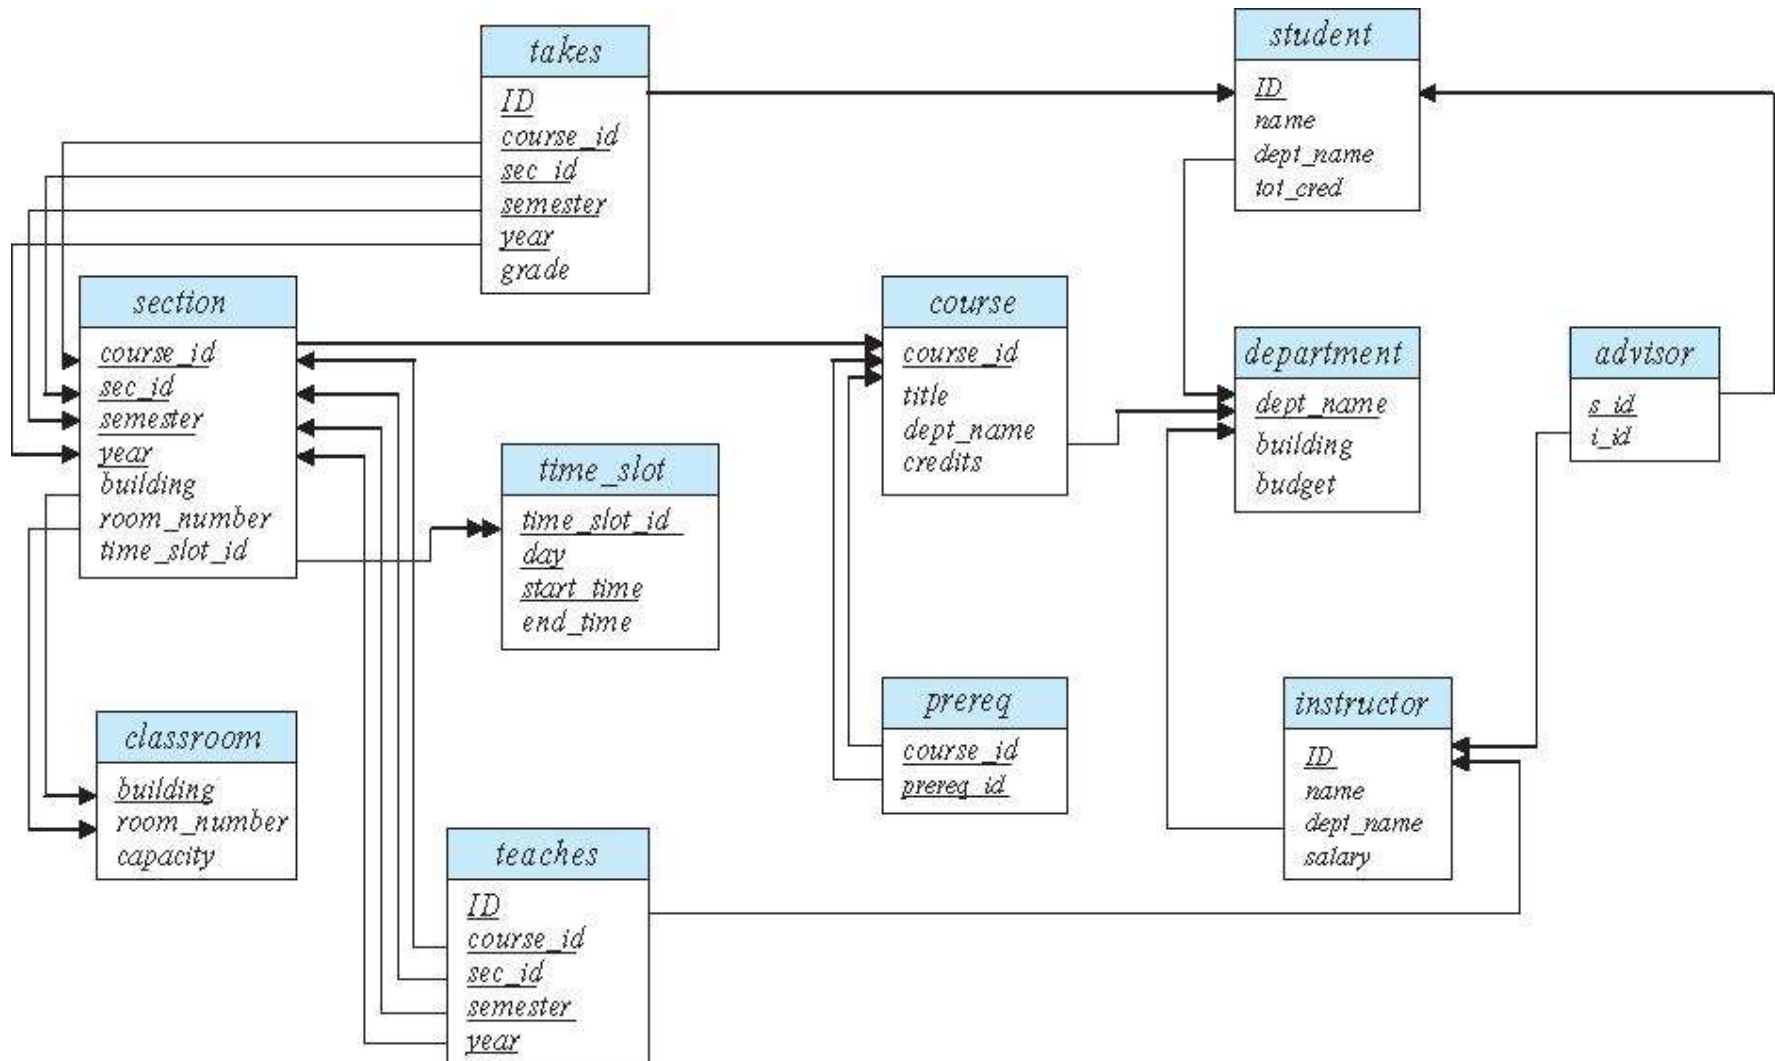 takes
ID
course_id
sec_id
semester
year
grade
student
ID
name
dept_name
tot_cred
section
course_id
sec_id
semester
year
building
room_number
time_slot_id
course
course_id
title
dept_name
credits
department
dept_name
building
budget
advisor
s_id
i_id
time_slot
time_slot_id
day
start_time
end_time
prereq
course_id
prereq_id
instructor
ID
name
dept_name
salary
classroom
building
room_number
capacity
teaches
ID
course_id
sec_id
semester
year